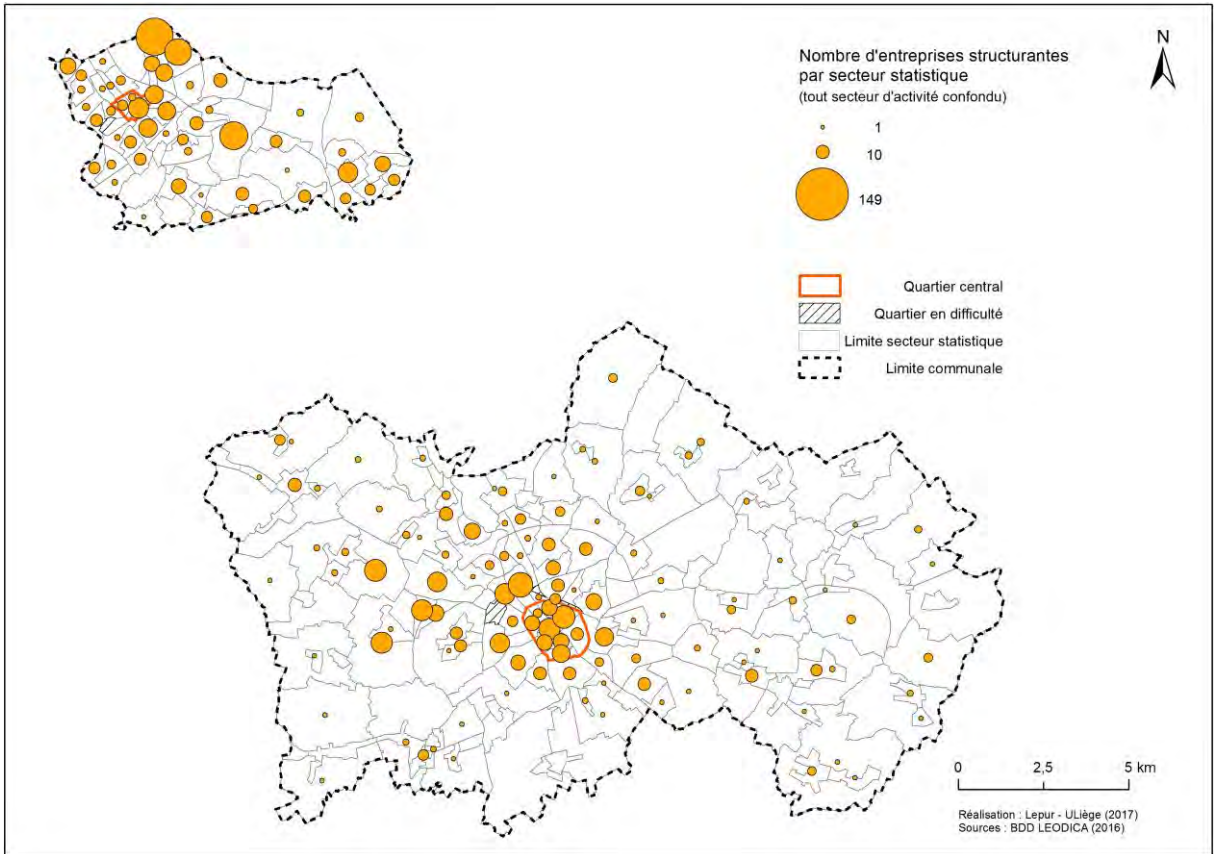 Nombre d'entreprises structurantes
par secteur statistique
(tout secteur d'activité confondu)
1
10
149
Quartier central
Quartier en difficulté
Limite secteur statistique
Limite communale
N
0 2,5 5 km
Réalisation : Lepur - ULiège (2017)
Sources : BDD LEODICA (2016)